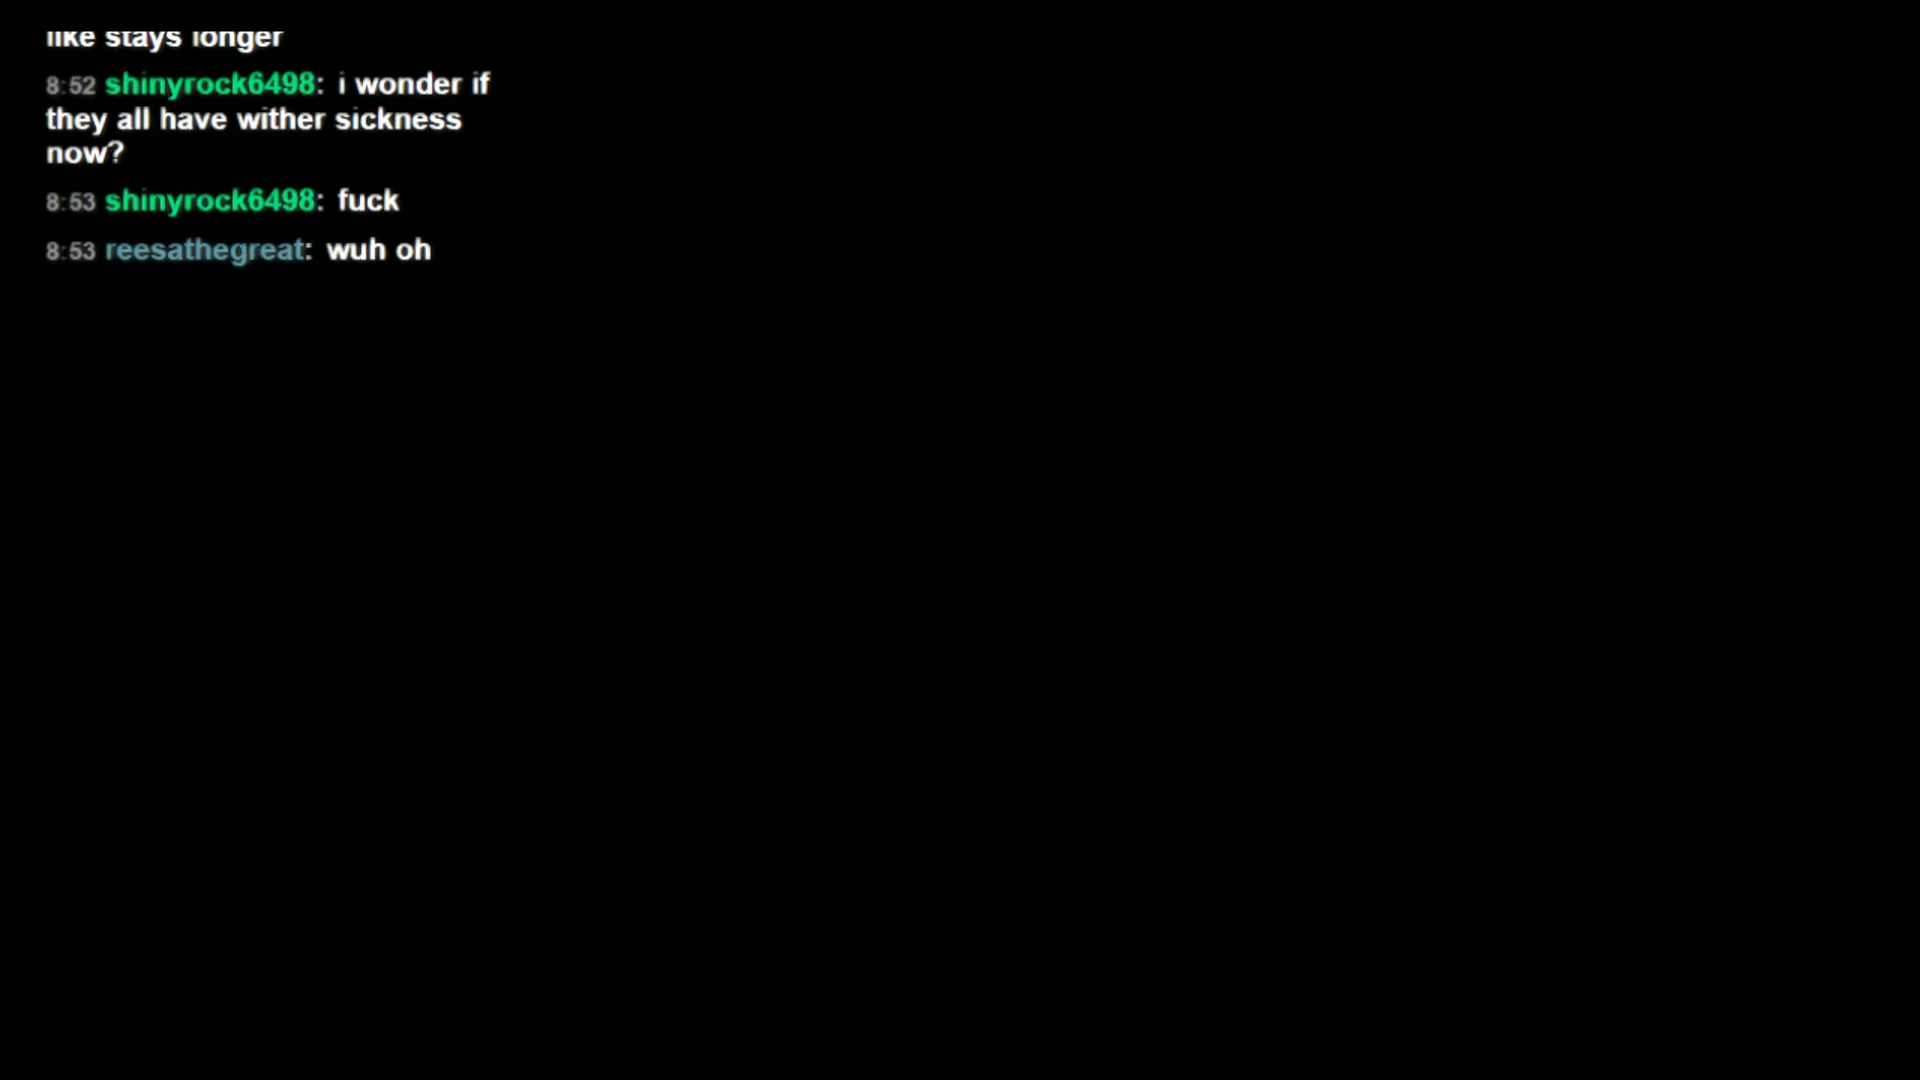 like stays longer
8:52 shinyrock6498: i wonder if
they all have wither sickness
now?
8:53 shinyrock6498: fuck
8:53 reesathegreat: wuh oh